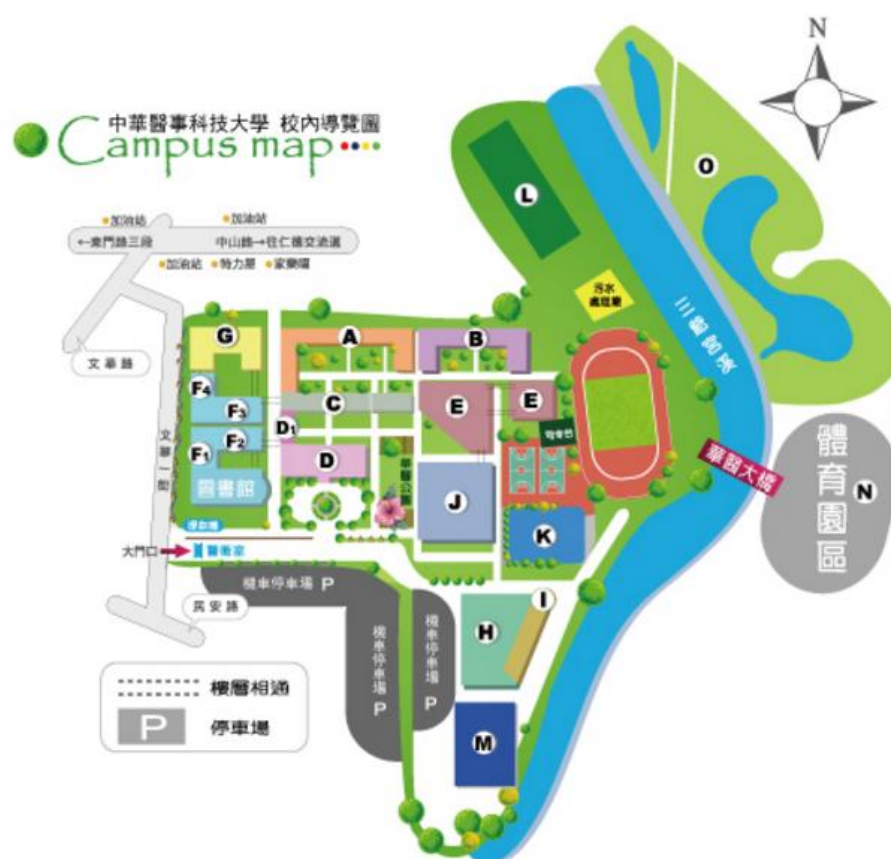 N
中華醫事科技大學 校內導覽圖
Campus map
加油站
加油站
←東門路三段
中山路→往仁德交流道
加油站
特力屋
家樂福
文華路
文華一街
L
O
污水
處理廠
三爺宮溪
G
A
B
F4
F3
C
E
E
D1
司令台
F1
F2
D
圖書館
華醫公園
J
華醫大橋
體育園區
N
K
大門口
警衛室
機車停車場 P
民安路
I
H
機車停車場 P
機車停車場 P
M
樓層相通
P
停車場